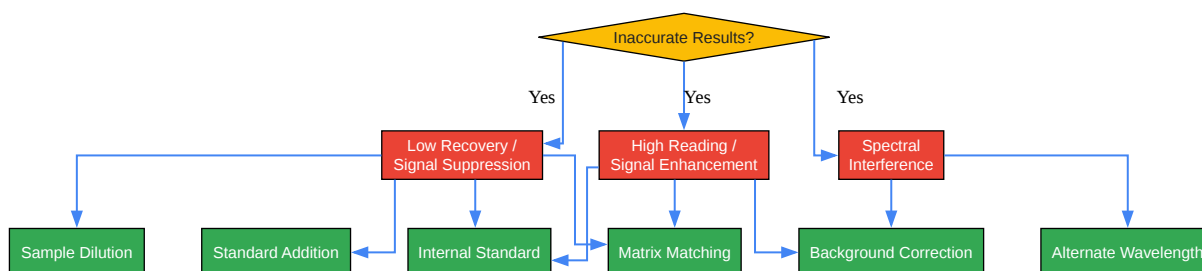 Inaccurate Results?
Yes
Yes
Yes
Low Recovery /
Signal Suppression
High Reading /
Signal Enhancement
Spectral
Interference
Sample Dilution
Standard Addition
Internal Standard
Matrix Matching
Background Correction
Alternate Wavelength